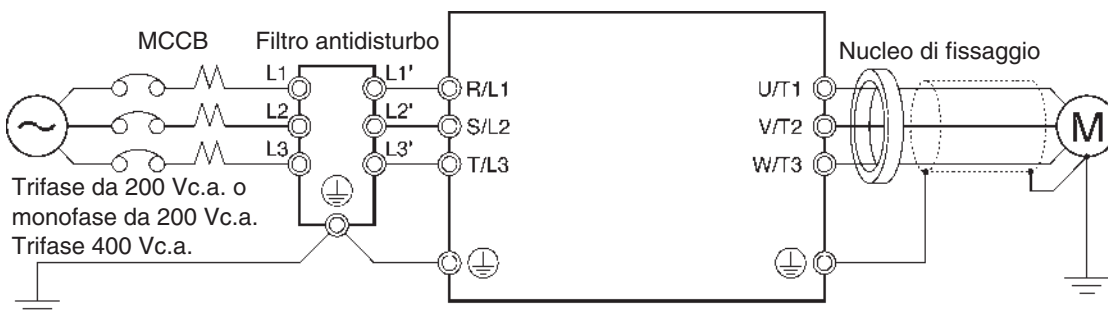 MCCB
Filtro antidisturbo
Nucleo di fissaggio
L1
L1'
R/L1
U/T1
L2
L2'
S/L2
V/T2
M
L3
L3'
T/L3
W/T3
Trifase da 200 Vc.a. o
monofase da 200 Vc.a.
Trifase 400 Vc.a.